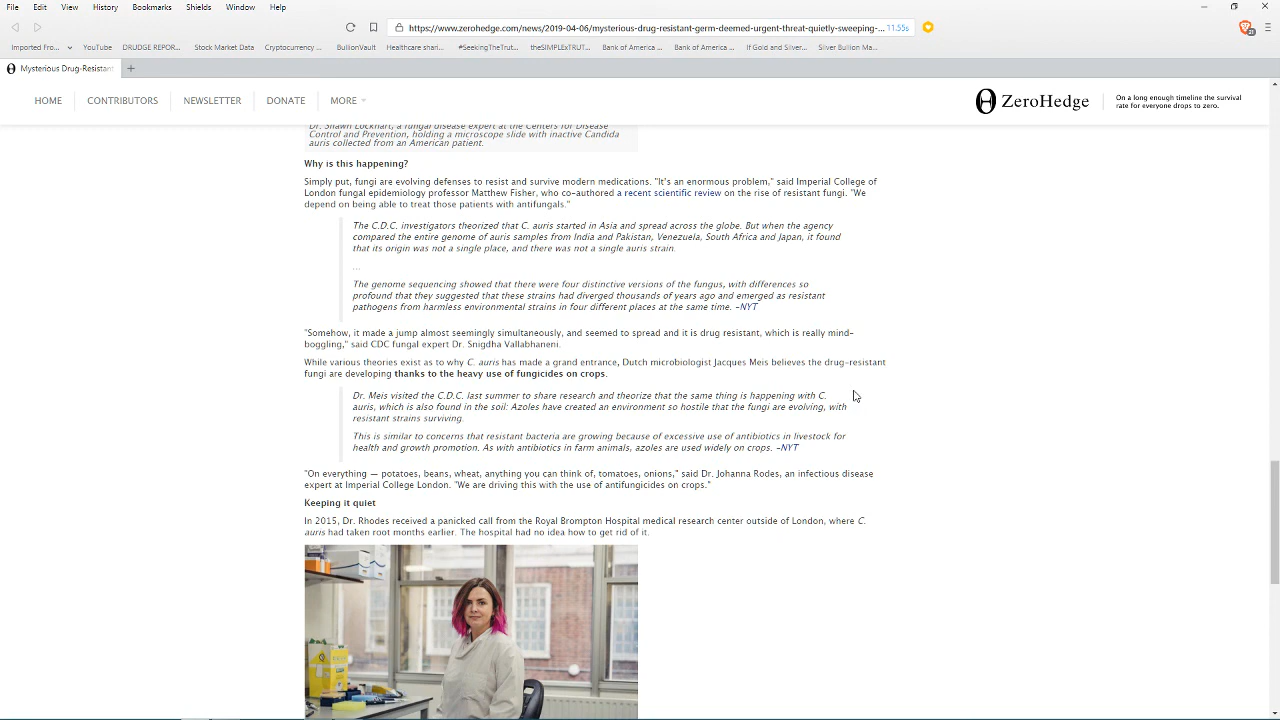 File Edit View History Bookmarks Shields Window Help
https://www.zerohedge.com/news/2019-04-06/mysterious-drug-resistant-germ-deemed-urgent-threat-quietly-sweeping-... 11.55s
21
Imported Fro... YouTube DRUDGE REPOR... Stock Market Data Cryptocurrency ... BullionVault Healthcare shari... #SeekingTheTrut... theSIMPLExTRUT... Bank of America ... Bank of America ... If Gold and Silver... Silver Bullion Ma...
Mysterious Drug-Resistant
HOME CONTRIBUTORS NEWSLETTER DONATE MORE
ZeroHedge
On a long enough timeline the survival
rate for everyone drops to zero.
Dr. Shawn Lockhart, a fungal disease expert at the Centers for Disease
Control and Prevention, holding a microscope slide with inactive Candida
auris collected from an American patient.
Why is this happening?
Simply put, fungi are evolving defenses to resist and survive modern medications. "It's an enormous problem," said Imperial College of
London fungal epidemiology professor Matthew Fisher, who co-authored a recent scientific review on the rise of resistant fungi. "We
depend on being able to treat those patients with antifungals."
The C.D.C. investigators theorized that C. auris started in Asia and spread across the globe. But when the agency
compared the entire genome of auris samples from India and Pakistan, Venezuela, South Africa and Japan, it found
that its origin was not a single place, and there was not a single auris strain.
...
The genome sequencing showed that there were four distinctive versions of the fungus, with differences so
profound that they suggested that these strains had diverged thousands of years ago and emerged as resistant
pathogens from harmless environmental strains in four different places at the same time. -NYT
"Somehow, it made a jump almost seemingly simultaneously, and seemed to spread and it is drug resistant, which is really mind-
boggling," said CDC fungal expert Dr. Snigdha Vallabhaneni.
While various theories exist as to why C. auris has made a grand entrance, Dutch microbiologist Jacques Meis believes the drug-resistant
fungi are developing thanks to the heavy use of fungicides on crops.
Dr. Meis visited the C.D.C. last summer to share research and theorize that the same thing is happening with C.
auris, which is also found in the soil: Azoles have created an environment so hostile that the fungi are evolving, with
resistant strains surviving.
This is similar to concerns that resistant bacteria are growing because of excessive use of antibiotics in livestock for
health and growth promotion. As with antibiotics in farm animals, azoles are used widely on crops. -NYT
"On everything — potatoes, beans, wheat, anything you can think of, tomatoes, onions," said Dr. Johanna Rodes, an infectious disease
expert at Imperial College London. "We are driving this with the use of antifungicides on crops."
Keeping it quiet
In 2015, Dr. Rhodes received a panicked call from the Royal Brompton Hospital medical research center outside of London, where C.
auris had taken root months earlier. The hospital had no idea how to get rid of it.